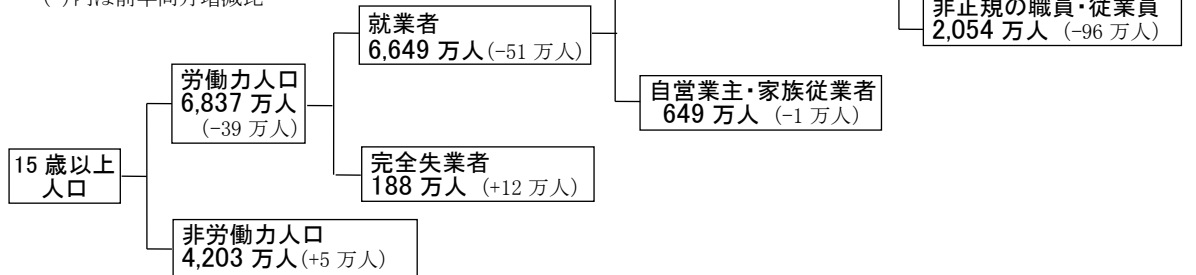 ( )内は前年同月増減比
非正規の職員・従業員
2,054 万人 (-96 万人)
就業者
6,649 万人(-51 万人)
労働力人口
6,837 万人
(-39 万人)
自営業主・家族従業者
649 万人 (-1 万人)
15 歳以上
人口
完全失業者
188 万人 (+12 万人)
非労働力人口
4,203 万人(+5 万人)